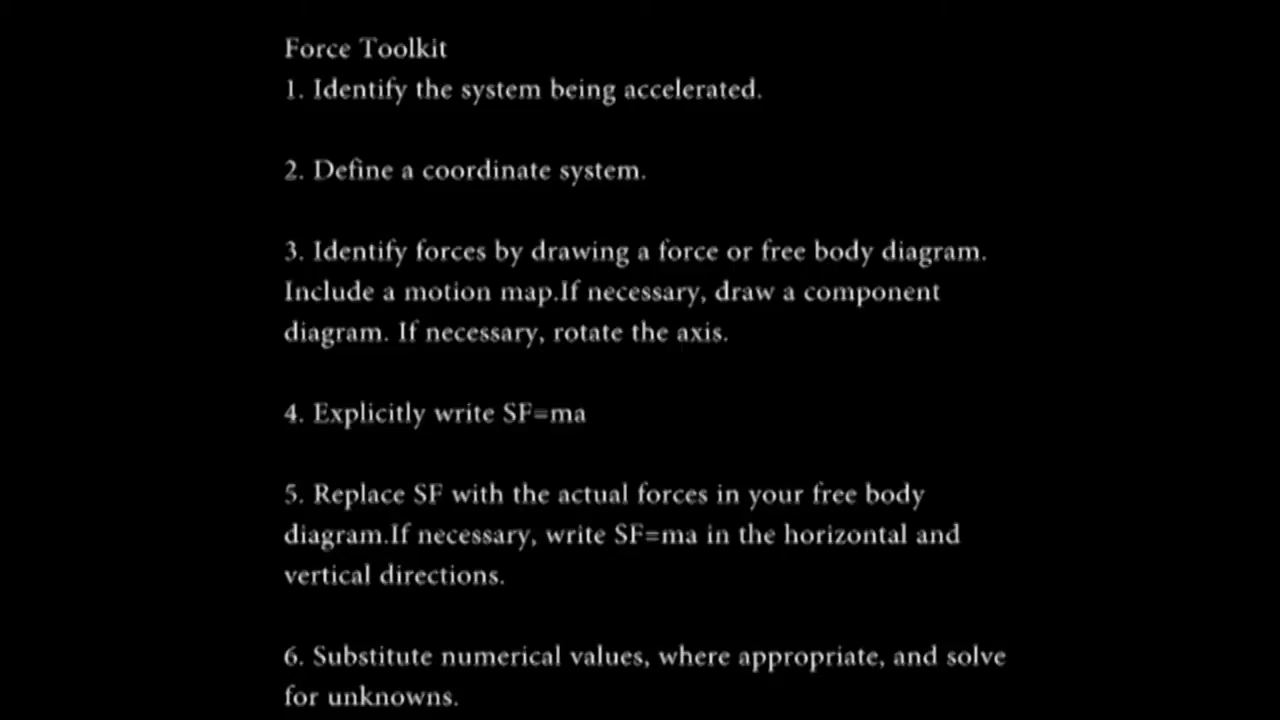 Force Toolkit
1. Identify the system being accelerated.
2. Define a coordinate system.
3. Identify forces by drawing a force or free body diagram.
Include a motion map.If necessary, draw a component
diagram. If necessary, rotate the axis.
4. Explicitly write SF=ma
5. Replace SF with the actual forces in your free body
diagram.If necessary, write SF=ma in the horizontal and
vertical directions.
6. Substitute numerical values, where appropriate, and solve
for unknowns.